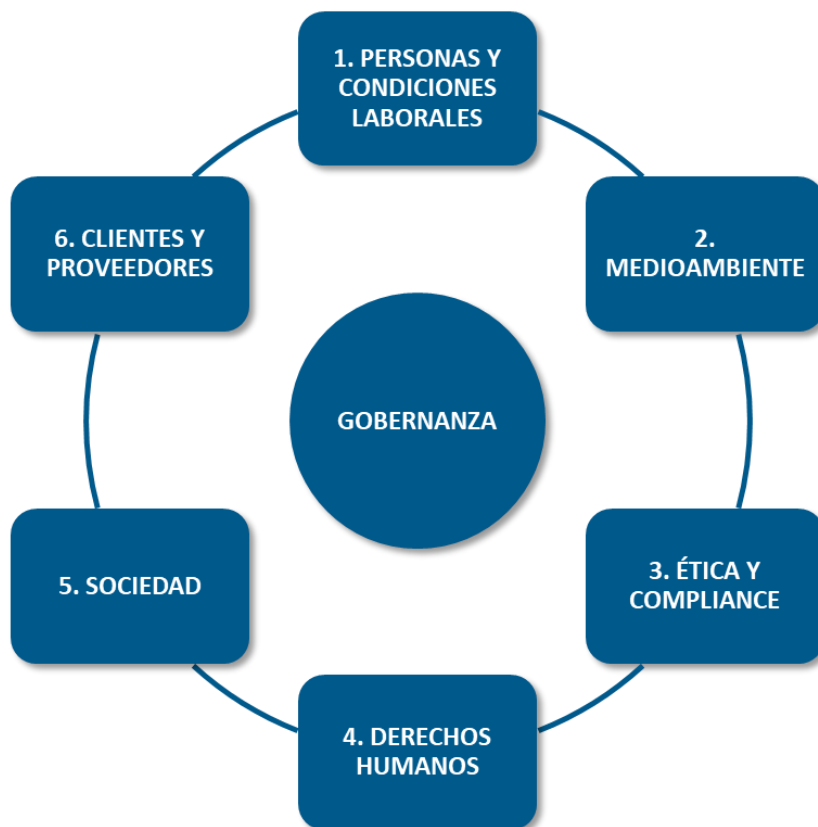 1. PERSONAS Y
CONDICIONES
LABORALES
2.
MEDIOAMBIENTE
3. ÉTICA Y
COMPLIANCE
4. DERECHOS
HUMANOS
5. SOCIEDAD
6. CLIENTES Y
PROVEEDORES
GOBERNANZA